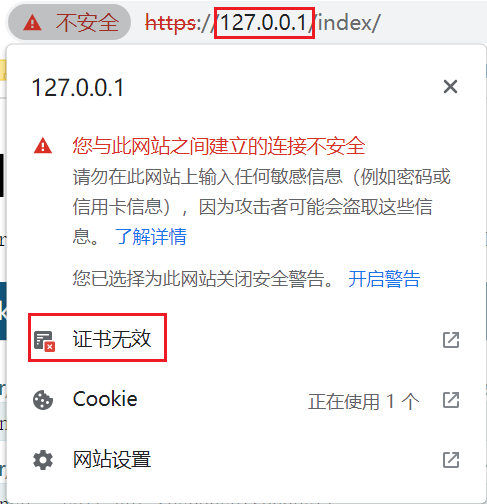 不安全 https://127.0.0.1/index/
127.0.0.1
您与此网站之间建立的连接不安全
请勿在此网站上输入任何敏感信息（例如密码或
信用卡信息），因为攻击者可能会盗取这些信
息。 了解详情
您已选择为此网站关闭安全警告。 开启警告
证书无效
Cookie 正在使用 1 个
网站设置